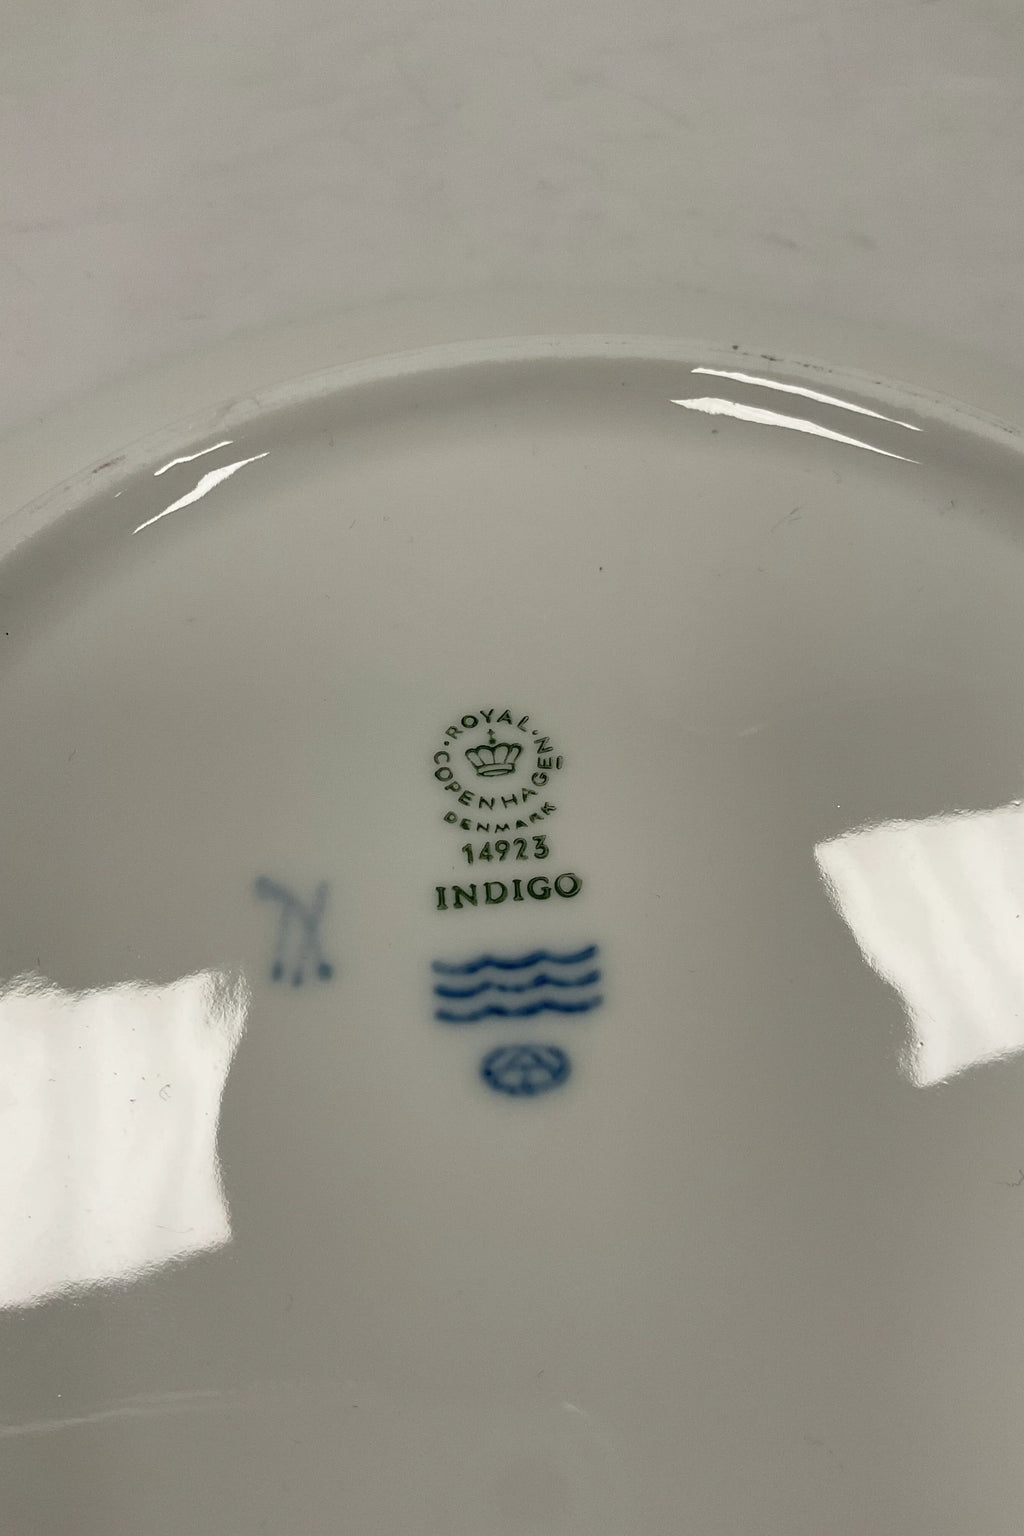 ROYAL
COPENHAGEN
DENMARK
14923
INDIGO